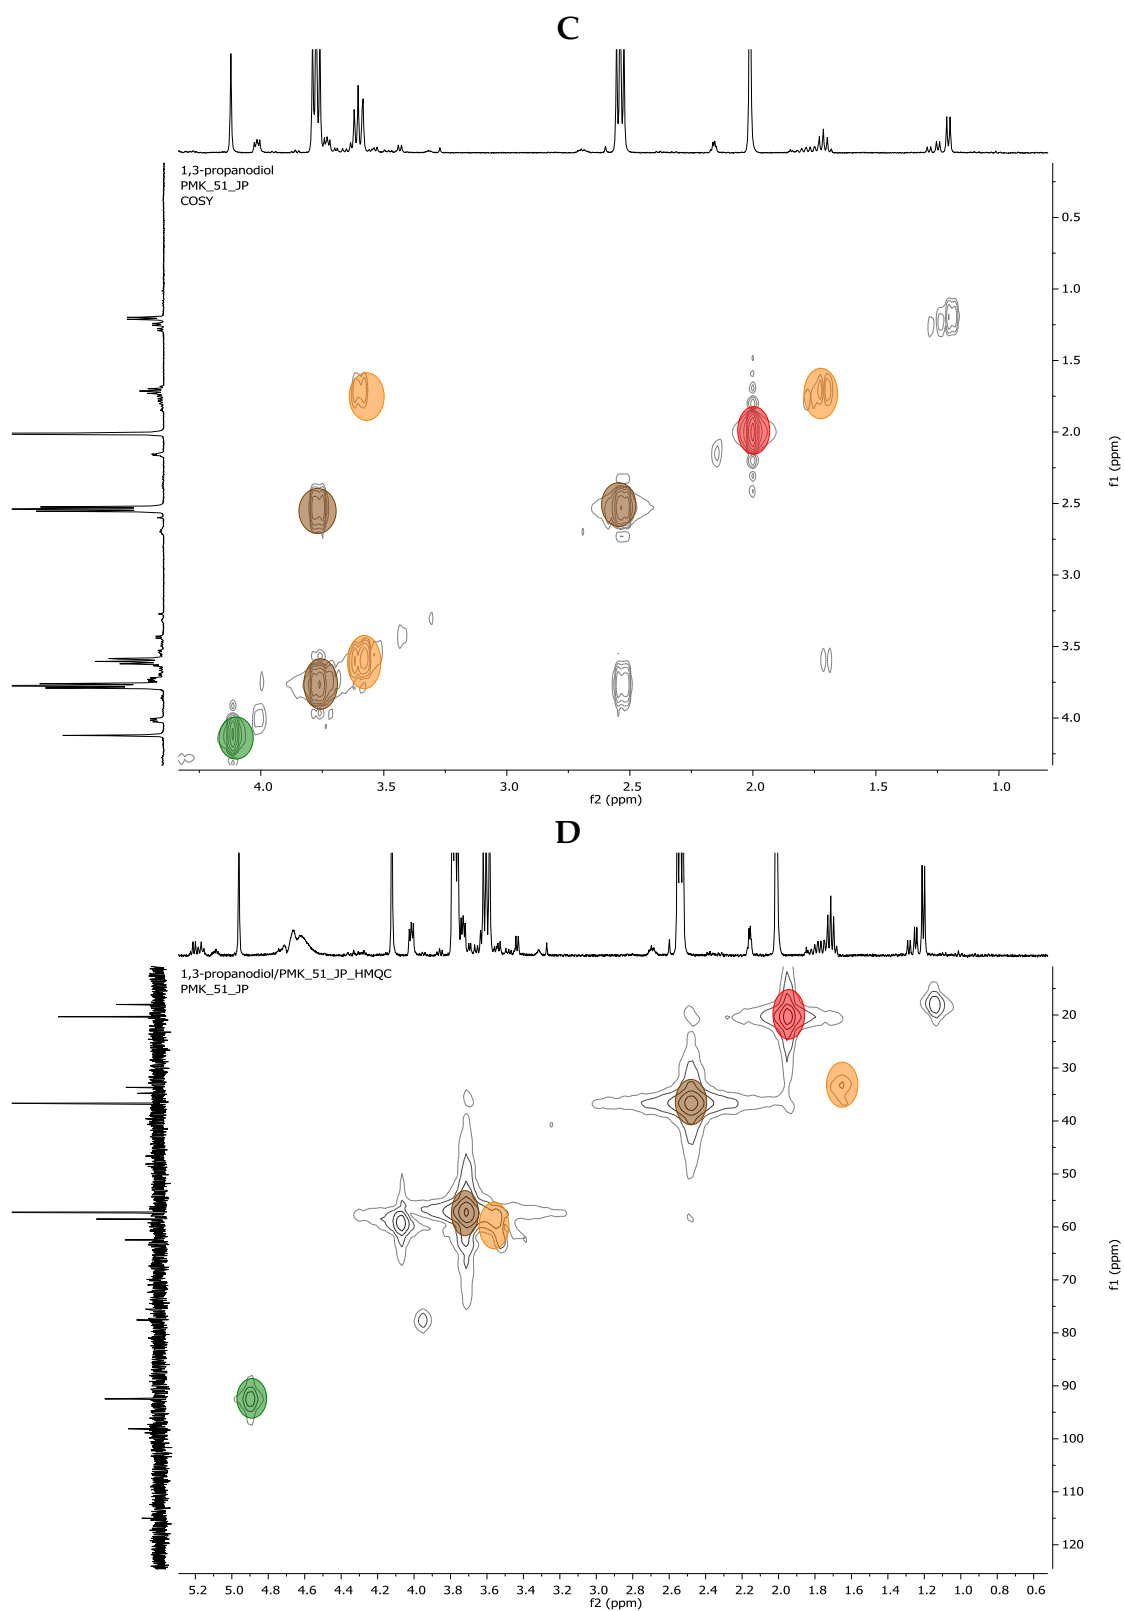 C
1,3-propanodiol
PMK_51_JP
COSY
0.5
1.0
1.5
2.0
2.5
3.0
3.5
4.0
f1 (ppm)
4.0 3.5 3.0 2.5 2.0 1.5 1.0
f2 (ppm)
D
1,3-propanodiol/PMK_51_JP_HMQC
PMK_51_JP
20
30
40
50
60
70
80
90
100
110
120
f1 (ppm)
5.2 5.0 4.8 4.6 4.4 4.2 4.0 3.8 3.6 3.4 3.2 3.0 2.8 2.6 2.4 2.2 2.0 1.8 1.6 1.4 1.2 1.0 0.8 0.6
f2 (ppm)